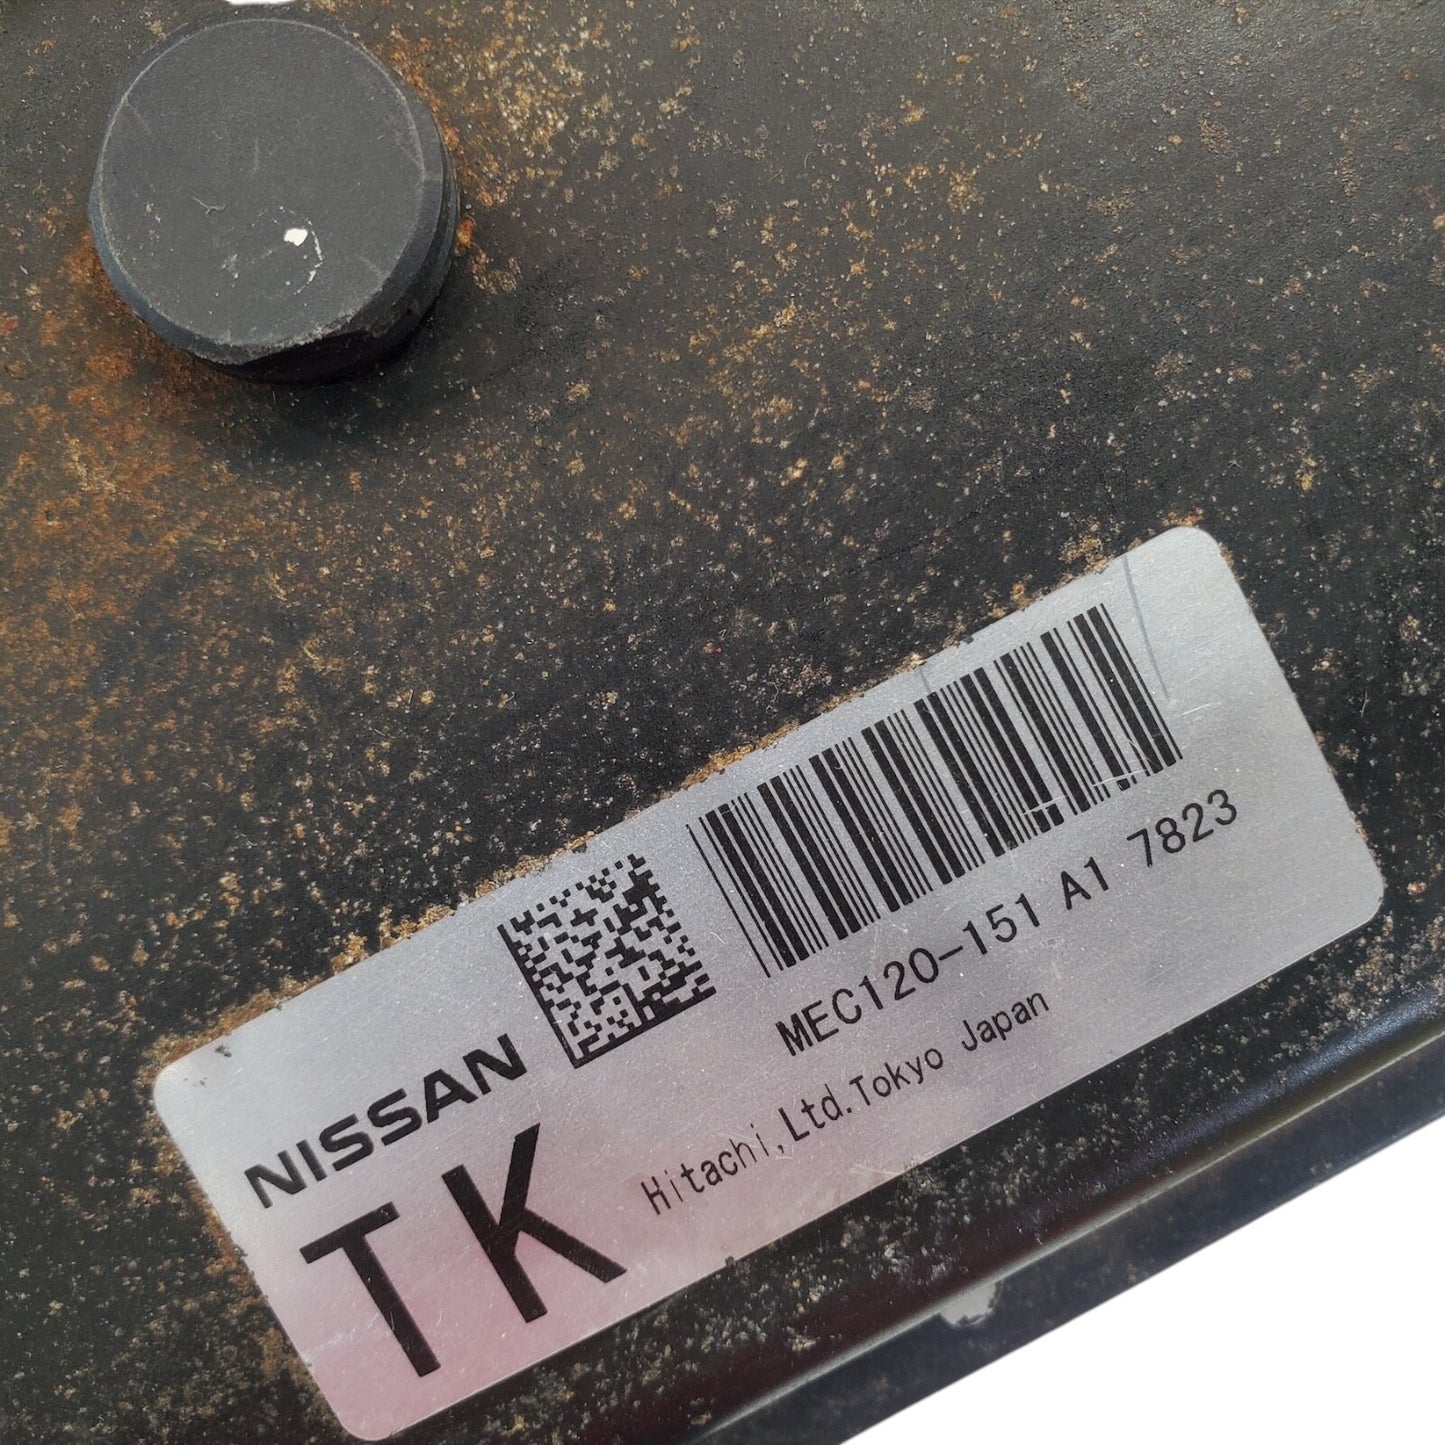 MEC120-151 A1 7823
NISSAN
Hitachi,Ltd.Tokyo Japan
TK